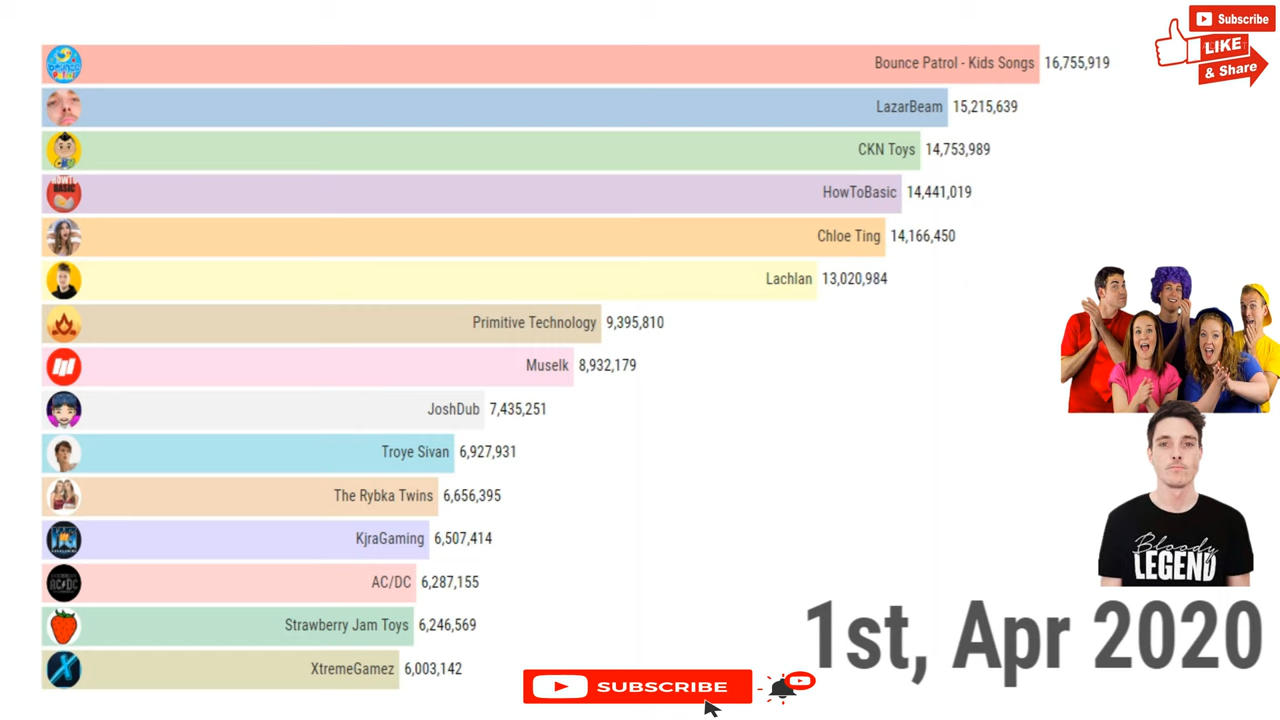 Subscribe
LIKE
& Share
Bounce Patrol - Kids Songs 16,755,919
LazarBeam 15,215,639
CKN Toys 14,753,989
HowToBasic 14,441,019
Chloe Ting 14,166,450
Lachlan 13,020,984
Primitive Technology 9,395,810
Muselk 8,932,179
JoshDub 7,435,251
Troye Sivan 6,927,931
The Rybka Twins 6,656,395
KjraGaming 6,507,414
AC/DC 6,287,155
Strawberry Jam Toys 6,246,569
XtremeGamez 6,003,142
Bloody
LEGEND
1st, Apr 2020
SUBSCRIBE